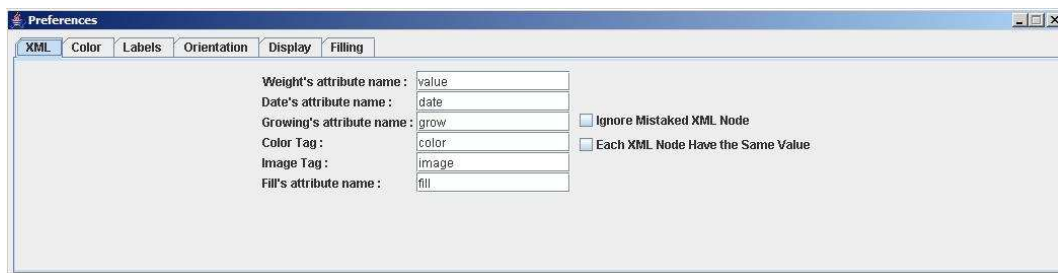 Preferences
XML Color Labels Orientation Display Filling
Weight's attribute name : value
Date's attribute name : date
Growing's attribute name : grow
Ignore Mistaked XML Node
Color Tag : color
Each XML Node Have the Same Value
Image Tag : image
Fill's attribute name : fill